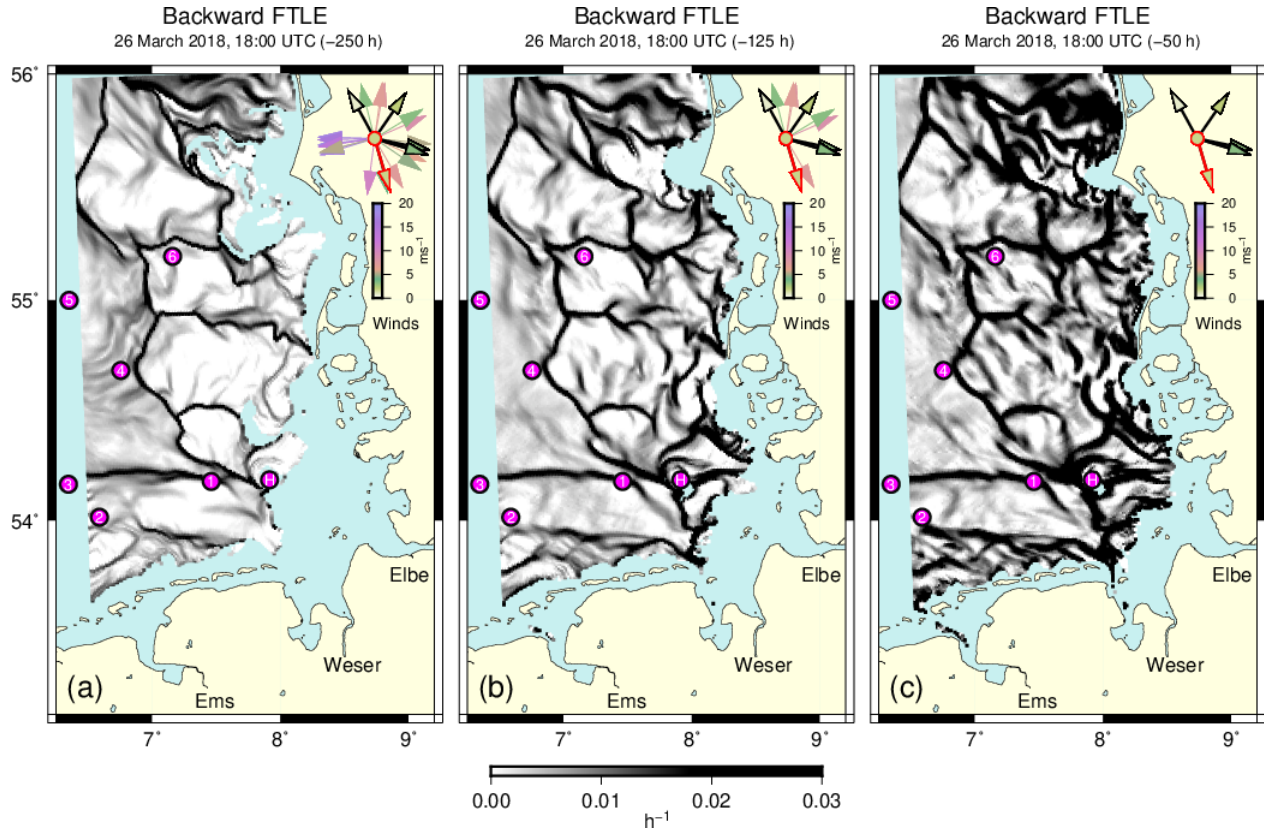 Backward FTLE
26 March 2018, 18:00 UTC (−250 h)
56˚
55˚
54˚
20
15
10
5
0
ms⁻¹
Winds
6
5
4
3
1
H
2
Elbe
Weser
Ems
(a)
7˚
8˚
9˚
Backward FTLE
26 March 2018, 18:00 UTC (−125 h)
20
15
10
5
0
ms⁻¹
Winds
6
5
4
3
1
H
2
Elbe
Weser
Ems
(b)
7˚
8˚
9˚
Backward FTLE
26 March 2018, 18:00 UTC (−50 h)
20
15
10
5
0
ms⁻¹
Winds
6
5
4
3
1
H
2
Elbe
Weser
Ems
(c)
7˚
8˚
9˚
0.00 0.01 0.02 0.03
h⁻¹